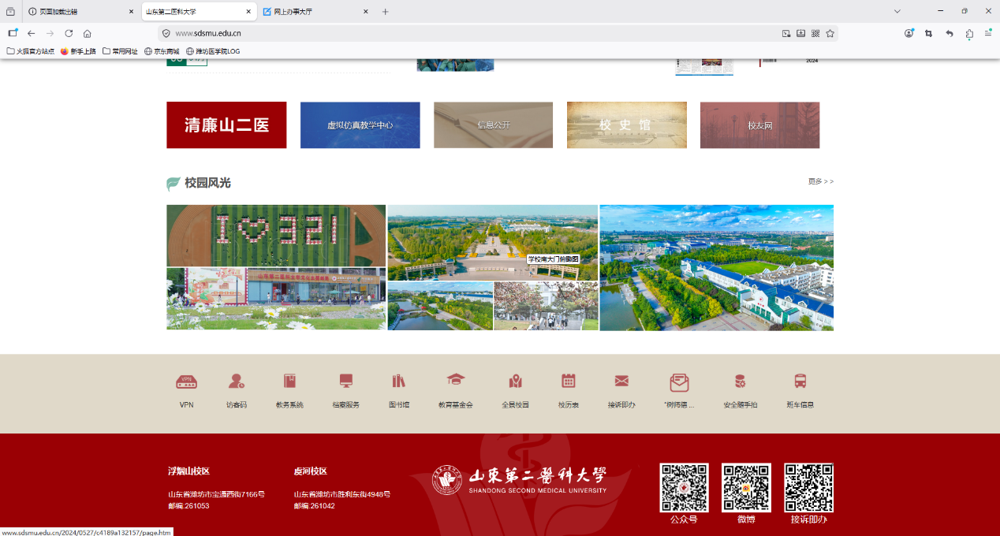 页面加载出错
山东第二医科大学
网上办事大厅
www.sdsmu.edu.cn
火狐官方站点
新手上路
常用网址
京东商城
潍坊医学院LOG
2024
清廉山二医
虚拟仿真教学中心
信息公开
校史馆
校友网
校园风光
更多 > >
学校南大门俯瞰图
VPN
VPN
访客码
教务系统
档案服务
图书馆
教育基金会
全景校园
校历表
接诉即办
"树师德 ...
安全随手拍
班车信息
浮烟山校区
山东省潍坊市宝通西街7166号
邮编:261053
虞河校区
山东省潍坊市胜利东街4948号
邮编:261042
山東第二醫科大學
SHANDONG SECOND MEDICAL UNIVERSITY
公众号
微博
接诉即办
www.sdsmu.edu.cn/2024/0527/c4189a132157/page.htm